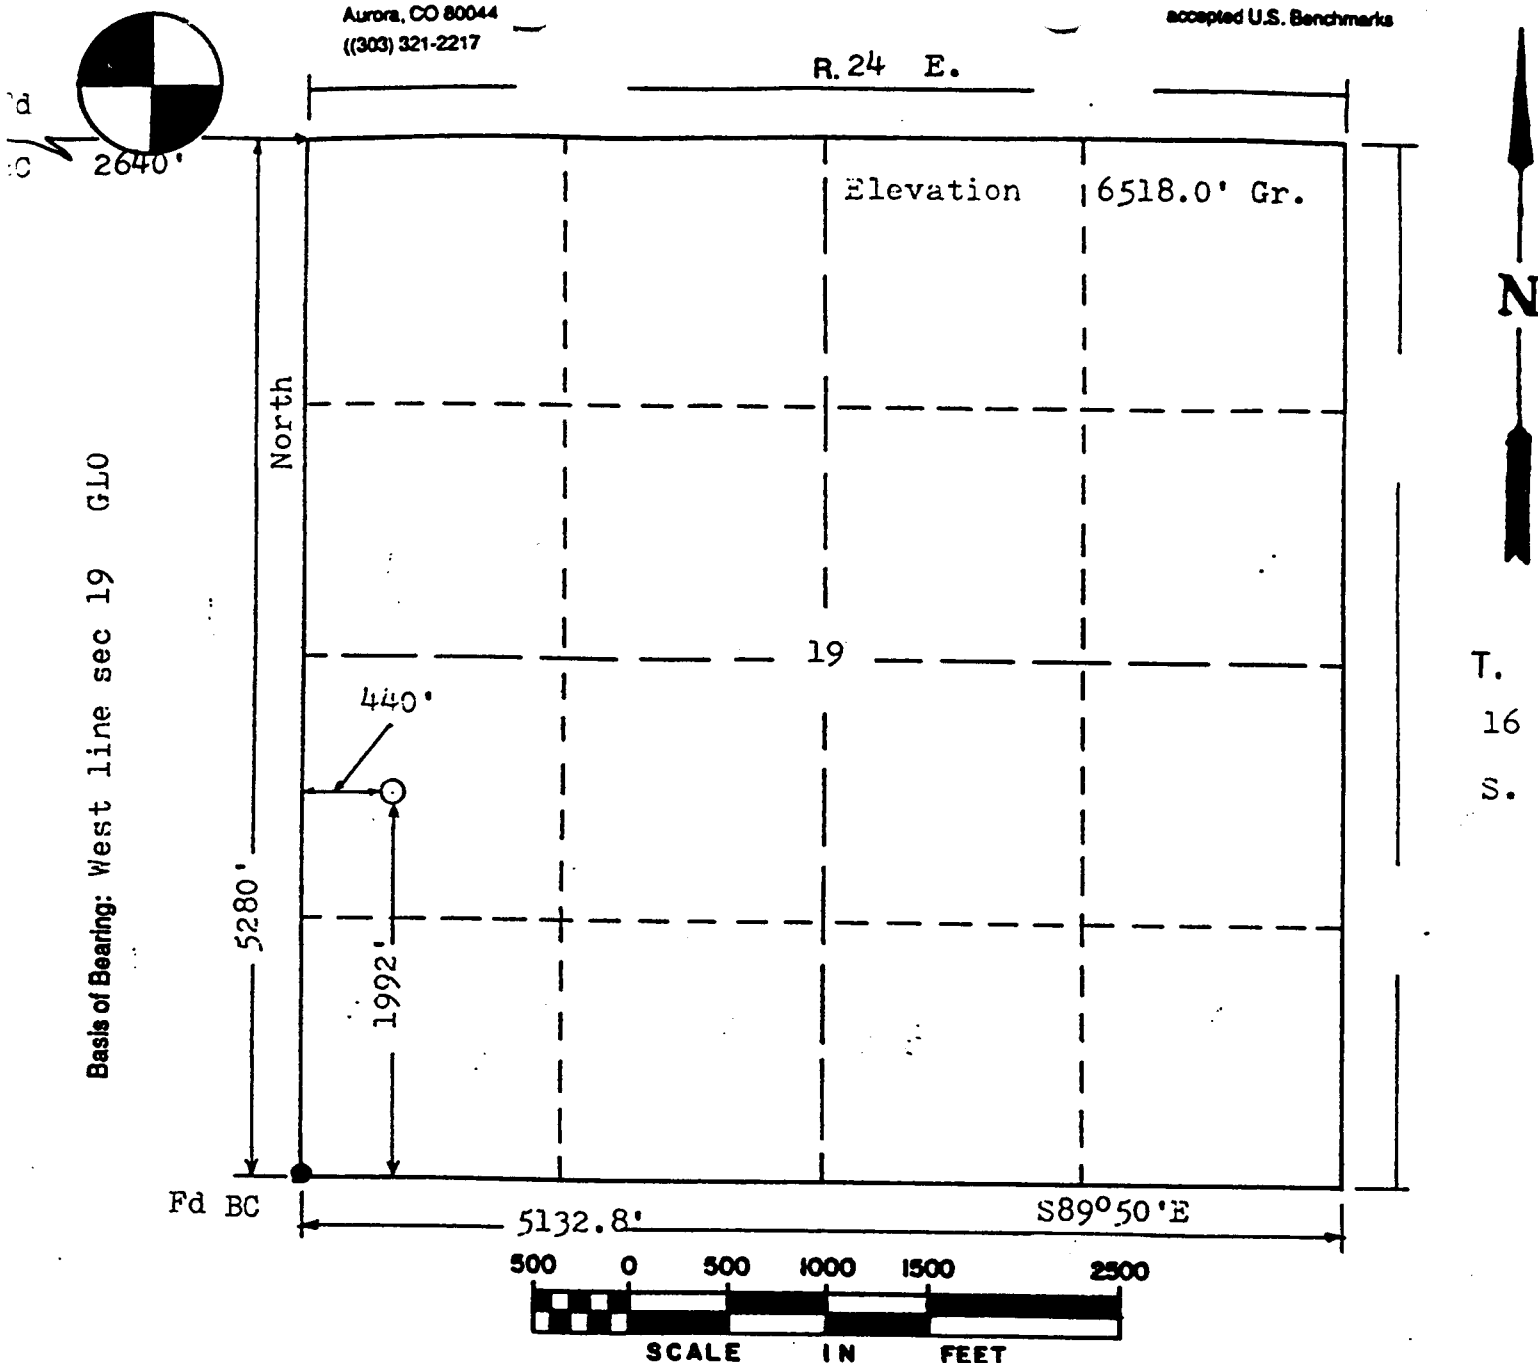 Aurora, CO 80044
((303) 321-2217
accepted U.S. Benchmarks
R. 24 E.
2640'
Elevation 6518.0' Gr.
N
North
Basis of Bearing: West line sec 19 GLO
19
T.
16
S.
440'
5280'
1992'
Fd BC
5132.8'
S89°50'E
500 0 500 1000 1500 2500
SCALE IN FEET